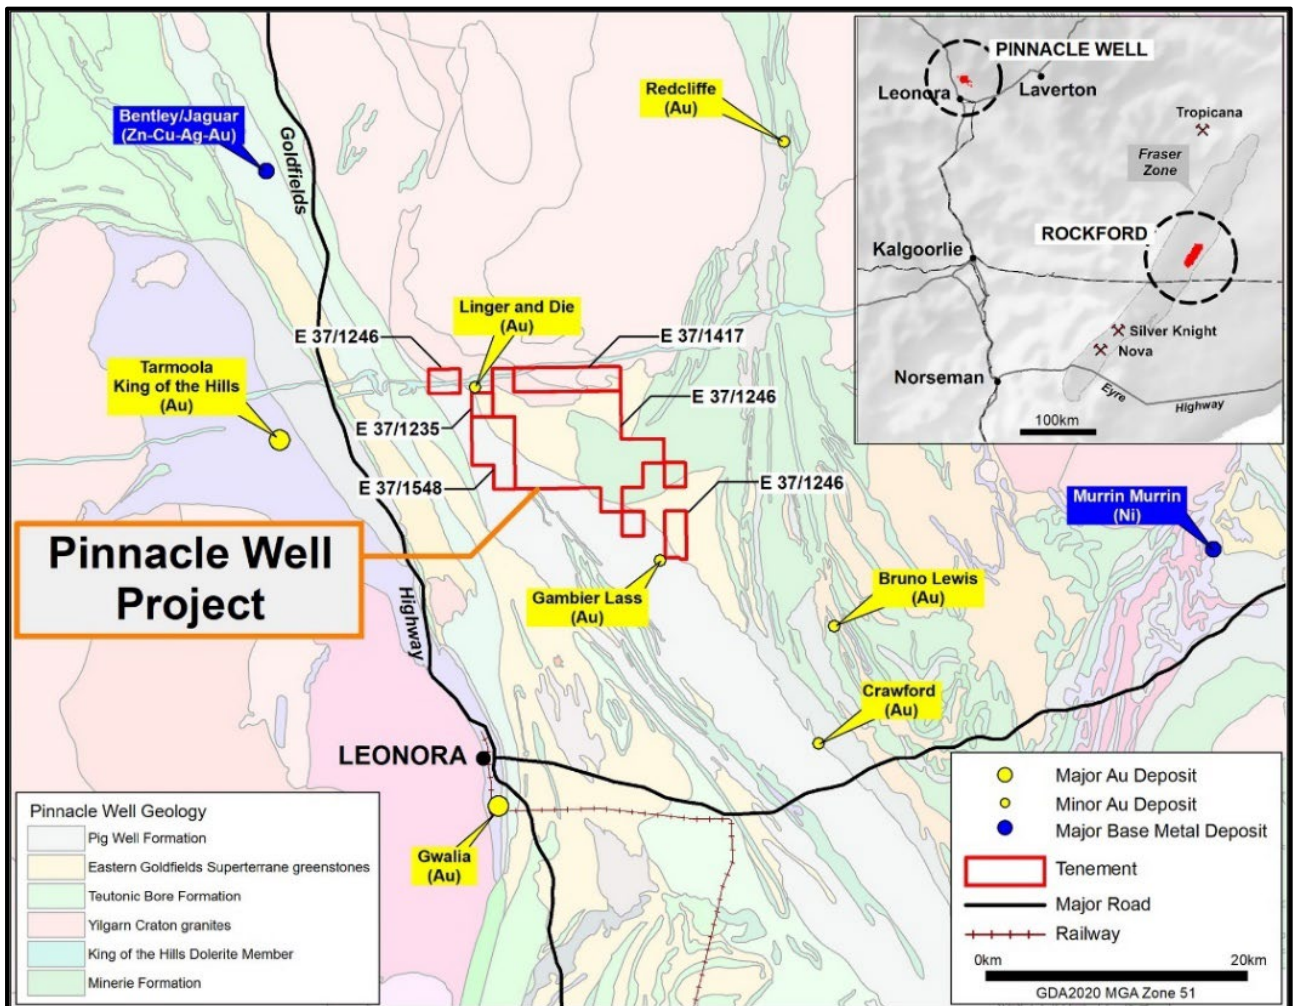 Bentley/Jaguar
(Zn-Cu-Ag-Au)
Goldfields
Redcliffe
(Au)
PINNACLE WELL
Leonora
Laverton
Tropicana
Fraser
Zone
ROCKFORD
Kalgoorlie
Silver Knight
Nova
Norseman
Eyre
Highway
100km
Linger and Die
(Au)
E 37/1246
E 37/1417
Tarmoola
King of the Hills
(Au)
E 37/1246
E 37/1235
E 37/1548
E 37/1246
Murrin Murrin
(Ni)
Pinnacle Well
Project
Highway
Gambier Lass
(Au)
Bruno Lewis
(Au)
Crawford
(Au)
LEONORA
Gwalia
(Au)
Pinnacle Well Geology
Pig Well Formation
Eastern Goldfields Superterrane greenstones
Teutonic Bore Formation
Yilgarn Craton granites
King of the Hills Dolerite Member
Minerie Formation
Major Au Deposit
Minor Au Deposit
Major Base Metal Deposit
Tenement
Major Road
Railway
0km 20km
GDA2020 MGA Zone 51